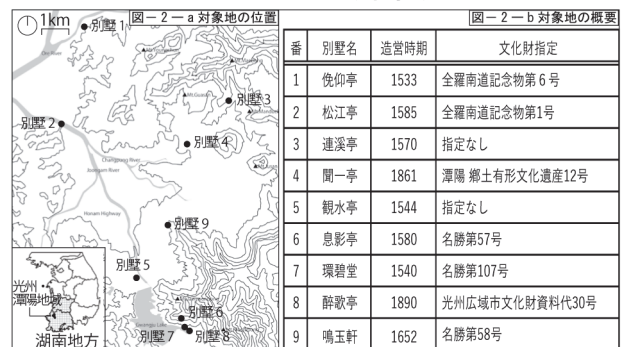 1km
図－２－a 対象地の位置
別墅 1
別墅 3
別墅 2
別墅 4
別墅 9
別墅 5
別墅 6
別墅 7
別墅 8
Changpyong River
Honam Highway
光州
潭陽地域
湖南地方
図－２－b 対象地の概要
番 別墅名 造営時期 文化財指定
1 俛仰亭 1533 全羅南道記念物第６号
2 松江亭 1585 全羅南道記念物第1号
3 連溪亭 1570 指定なし
4 聞一亭 1861 潭陽 郷土有形文化遺産12号
5 観水亭 1544 指定なし
6 息影亭 1580 名勝第57号
7 環碧堂 1540 名勝第107号
8 酔歌亭 1890 光州広域市文化財資料代30号
9 鳴玉軒 1652 名勝第58号